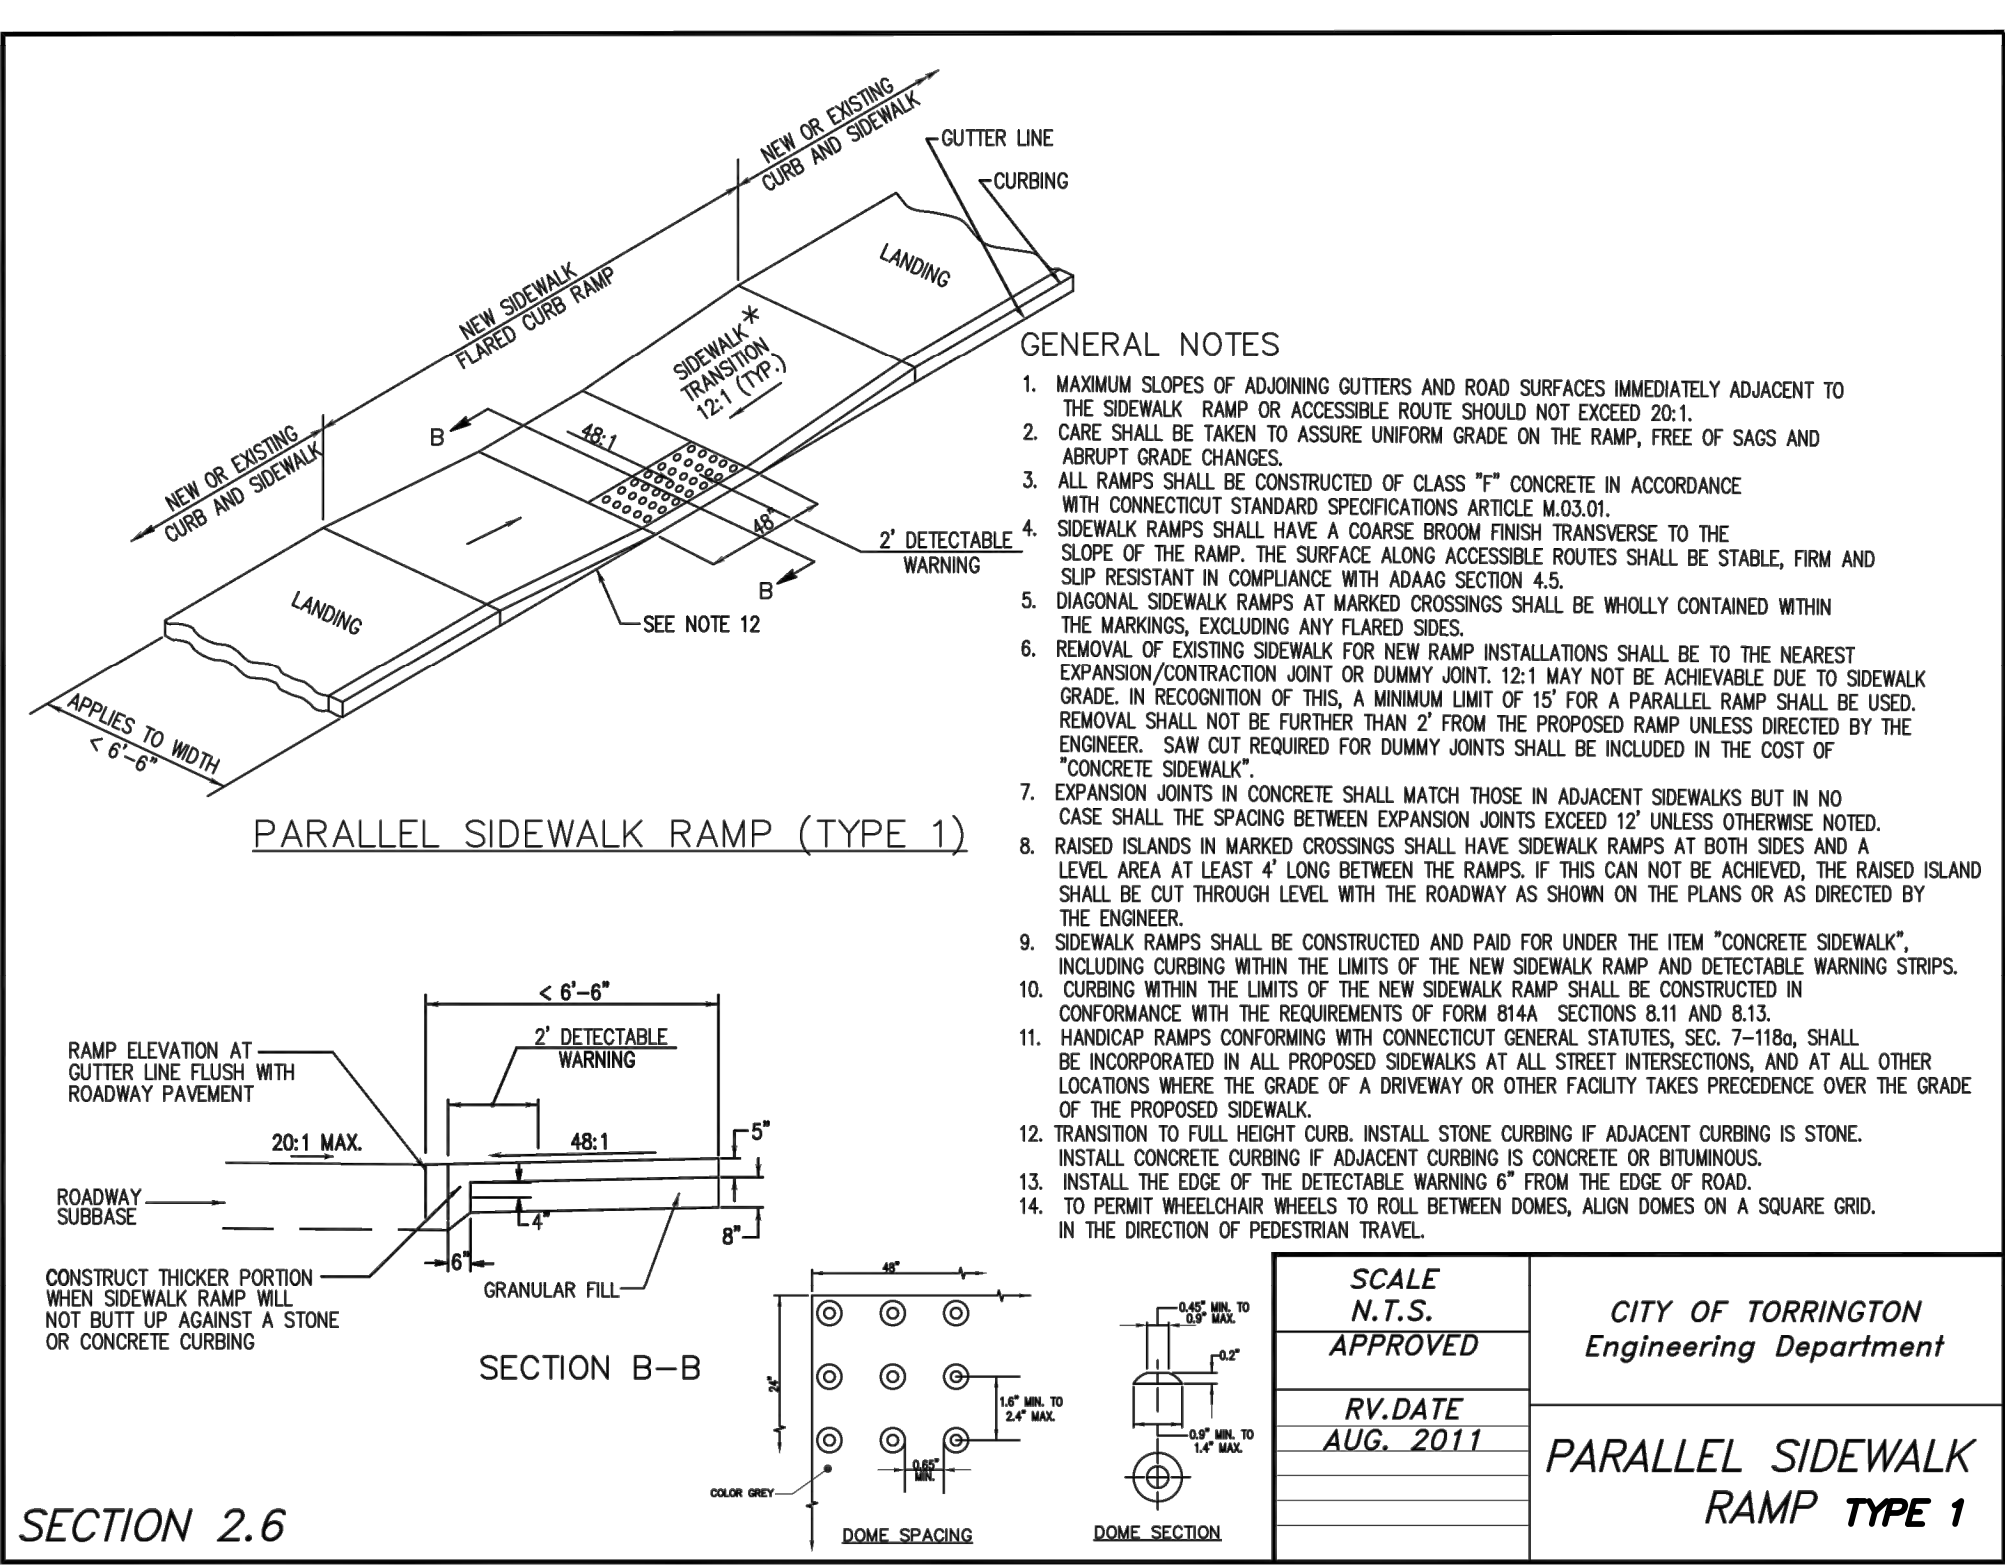 NEW OR EXISTING
CURB AND SIDEWALK
GUTTER LINE
CURBING
LANDING
NEW SIDEWALK
FLARED CURB RAMP
SIDEWALK*
TRANSITION
12:1 (TYP.)
NEW OR EXISTING
CURB AND SIDEWALK
B
48:1
48"
2' DETECTABLE
WARNING
B
SEE NOTE 12
LANDING
APPLIES TO WIDTH
< 6'-6"
PARALLEL SIDEWALK RAMP (TYPE 1)
GENERAL NOTES
1. MAXIMUM SLOPES OF ADJOINING GUTTERS AND ROAD SURFACES IMMEDIATELY ADJACENT TO
THE SIDEWALK RAMP OR ACCESSIBLE ROUTE SHOULD NOT EXCEED 20:1.
2. CARE SHALL BE TAKEN TO ASSURE UNIFORM GRADE ON THE RAMP, FREE OF SAGS AND
ABRUPT GRADE CHANGES.
3. ALL RAMPS SHALL BE CONSTRUCTED OF CLASS "F" CONCRETE IN ACCORDANCE
WITH CONNECTICUT STANDARD SPECIFICATIONS ARTICLE M.03.01.
4. SIDEWALK RAMPS SHALL HAVE A COARSE BROOM FINISH TRANSVERSE TO THE
SLOPE OF THE RAMP. THE SURFACE ALONG ACCESSIBLE ROUTES SHALL BE STABLE, FIRM AND
SLIP RESISTANT IN COMPLIANCE WITH ADAAG SECTION 4.5.
5. DIAGONAL SIDEWALK RAMPS AT MARKED CROSSINGS SHALL BE WHOLLY CONTAINED WITHIN
THE MARKINGS, EXCLUDING ANY FLARED SIDES.
6. REMOVAL OF EXISTING SIDEWALK FOR NEW RAMP INSTALLATIONS SHALL BE TO THE NEAREST
EXPANSION/CONTRACTION JOINT OR DUMMY JOINT. 12:1 MAY NOT BE ACHIEVABLE DUE TO SIDEWALK
GRADE. IN RECOGNITION OF THIS, A MINIMUM LIMIT OF 15' FOR A PARALLEL RAMP SHALL BE USED.
REMOVAL SHALL NOT BE FURTHER THAN 2' FROM THE PROPOSED RAMP UNLESS DIRECTED BY THE
ENGINEER. SAW CUT REQUIRED FOR DUMMY JOINTS SHALL BE INCLUDED IN THE COST OF
"CONCRETE SIDEWALK".
7. EXPANSION JOINTS IN CONCRETE SHALL MATCH THOSE IN ADJACENT SIDEWALKS BUT IN NO
CASE SHALL THE SPACING BETWEEN EXPANSION JOINTS EXCEED 12' UNLESS OTHERWISE NOTED.
8. RAISED ISLANDS IN MARKED CROSSINGS SHALL HAVE SIDEWALK RAMPS AT BOTH SIDES AND A
LEVEL AREA AT LEAST 4' LONG BETWEEN THE RAMPS. IF THIS CAN NOT BE ACHIEVED, THE RAISED ISLAND
SHALL BE CUT THROUGH LEVEL WITH THE ROADWAY AS SHOWN ON THE PLANS OR AS DIRECTED BY
THE ENGINEER.
9. SIDEWALK RAMPS SHALL BE CONSTRUCTED AND PAID FOR UNDER THE ITEM "CONCRETE SIDEWALK",
INCLUDING CURBING WITHIN THE LIMITS OF THE NEW SIDEWALK RAMP AND DETECTABLE WARNING STRIPS.
10. CURBING WITHIN THE LIMITS OF THE NEW SIDEWALK RAMP SHALL BE CONSTRUCTED IN
CONFORMANCE WITH THE REQUIREMENTS OF FORM 814A SECTIONS 8.11 AND 8.13.
11. HANDICAP RAMPS CONFORMING WITH CONNECTICUT GENERAL STATUTES, SEC. 7-118a, SHALL
BE INCORPORATED IN ALL PROPOSED SIDEWALKS AT ALL STREET INTERSECTIONS, AND AT ALL OTHER
LOCATIONS WHERE THE GRADE OF A DRIVEWAY OR OTHER FACILITY TAKES PRECEDENCE OVER THE GRADE
OF THE PROPOSED SIDEWALK.
12. TRANSITION TO FULL HEIGHT CURB. INSTALL STONE CURBING IF ADJACENT CURBING IS STONE.
INSTALL CONCRETE CURBING IF ADJACENT CURBING IS CONCRETE OR BITUMINOUS.
13. INSTALL THE EDGE OF THE DETECTABLE WARNING 6" FROM THE EDGE OF ROAD.
14. TO PERMIT WHEELCHAIR WHEELS TO ROLL BETWEEN DOMES, ALIGN DOMES ON A SQUARE GRID.
IN THE DIRECTION OF PEDESTRIAN TRAVEL.
< 6'-6"
2' DETECTABLE
WARNING
RAMP ELEVATION AT
GUTTER LINE FLUSH WITH
ROADWAY PAVEMENT
20:1 MAX.
48:1
5"
ROADWAY
SUBBASE
4"
8"
6"
GRANULAR FILL
CONSTRUCT THICKER PORTION
WHEN SIDEWALK RAMP WILL
NOT BUTT UP AGAINST A STONE
OR CONCRETE CURBING
SECTION B-B
48"
24"
1.6" MIN. TO
2.4" MAX.
0.65"
MIN.
COLOR GREY
DOME SPACING
0.45" MIN. TO
0.9" MAX.
0.2"
0.9" MIN. TO
1.4" MAX.
DOME SECTION
SECTION 2.6
SCALE
N.T.S.
APPROVED
RV.DATE
AUG. 2011
CITY OF TORRINGTON
Engineering Department
PARALLEL SIDEWALK
RAMP TYPE 1